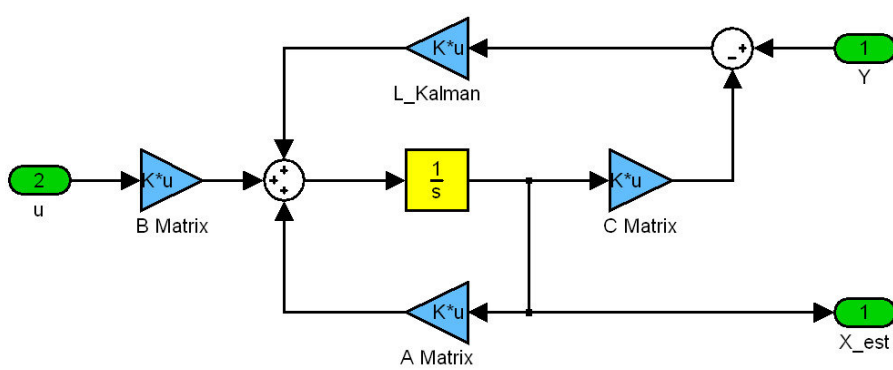 K*u
L_Kalman
-
+
1
Y
2
u
K*u
B Matrix
+
+
+
1
s
K*u
C Matrix
K*u
A Matrix
1
X_est